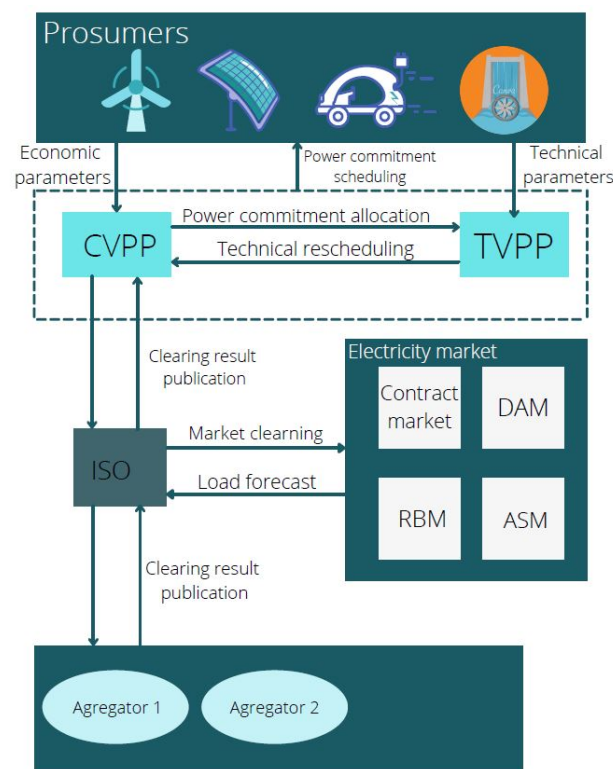 Prosumers
Canva
Economic
parameters
Power commitment
scheduling
Technical
parameters
CVPP
Power commitment allocation
Technical rescheduling
TVPP
Clearing result
publication
Electricity market
Contract
market
DAM
RBM
ASM
Market clearning
Load forecast
ISO
Clearing result
publication
Agregator 1
Agregator 2